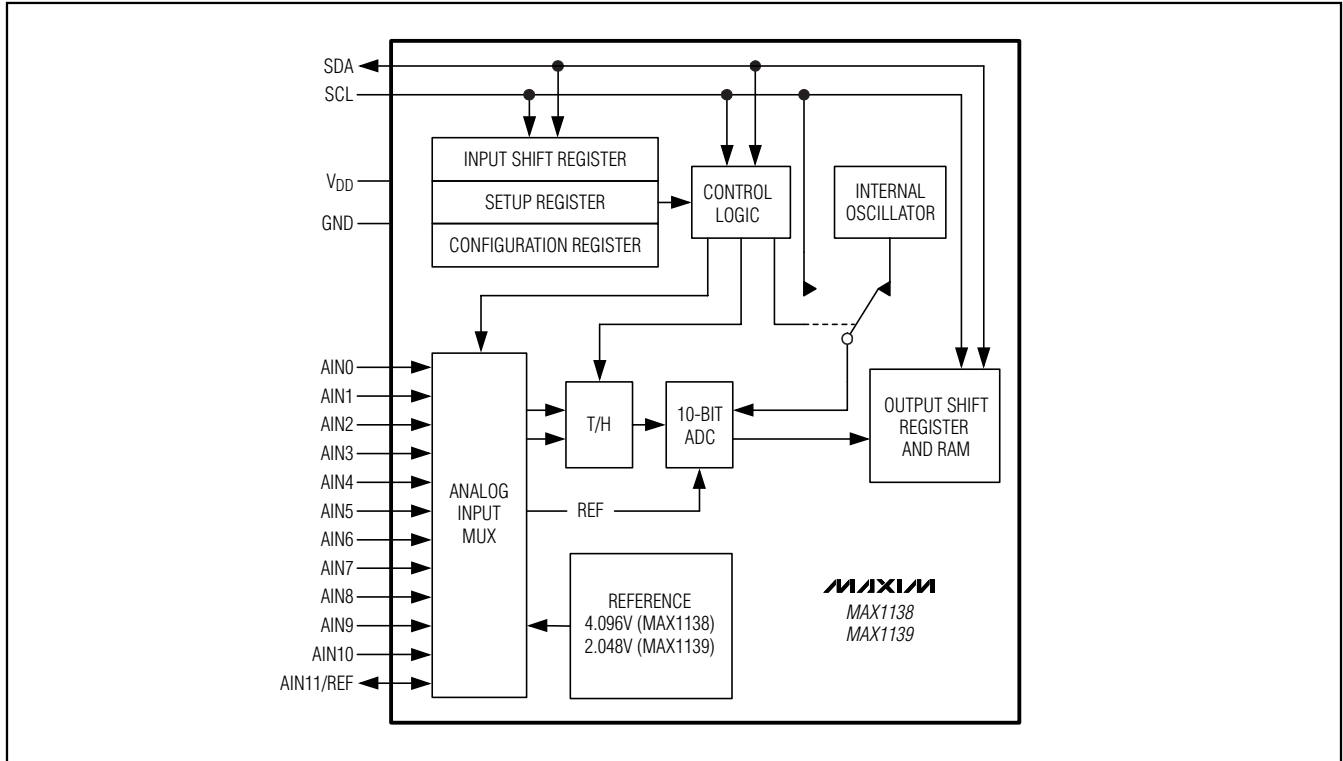 SDA
SCL
VDD
GND
INPUT SHIFT REGISTER
SETUP REGISTER
CONFIGURATION REGISTER
CONTROL
LOGIC
INTERNAL
OSCILLATOR
AIN0
AIN1
AIN2
AIN3
AIN4
AIN5
AIN6
AIN7
AIN8
AIN9
AIN10
AIN11/REF
ANALOG
INPUT
MUX
T/H
10-BIT
ADC
REF
OUTPUT SHIFT
REGISTER
AND RAM
REFERENCE
4.096V (MAX1138)
2.048V (MAX1139)
MAXIM
MAX1138
MAX1139